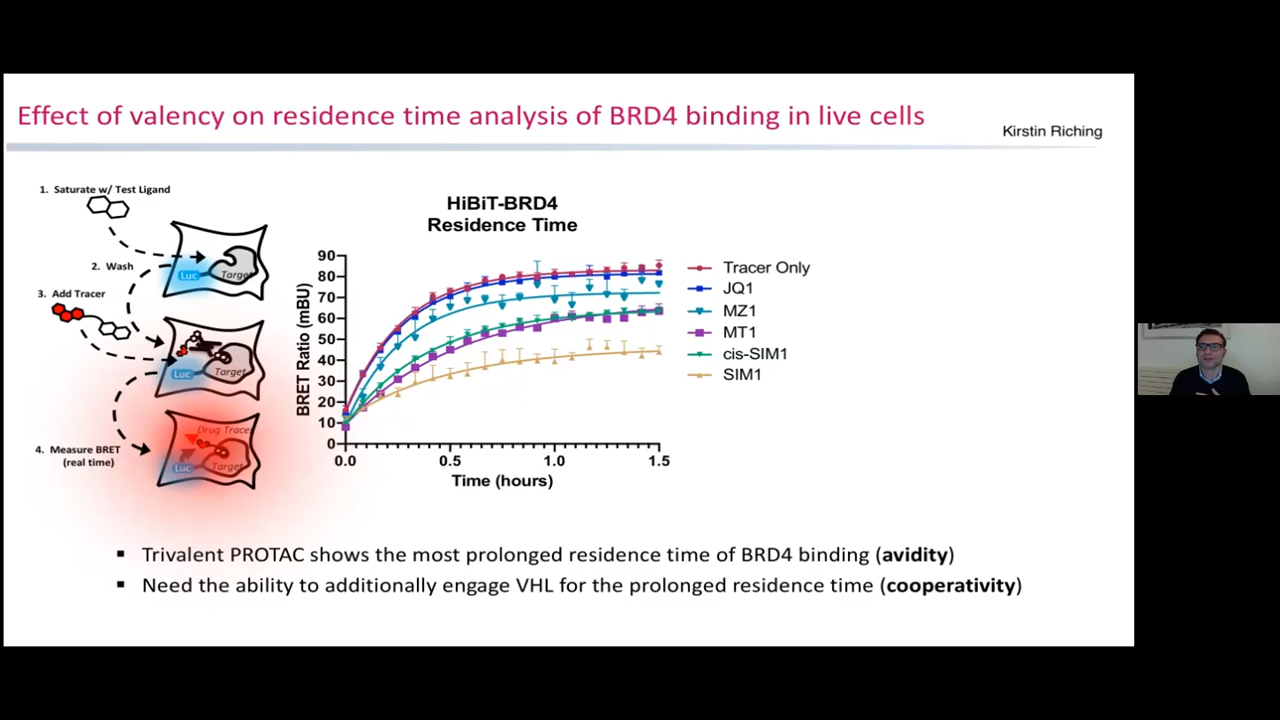 Effect of valency on residence time analysis of BRD4 binding in live cells
Kirstin Riching
1. Saturate w/ Test Ligand
Luc
Target
2. Wash
3. Add Tracer
Luc
Target
4. Measure BRET
(real time)
Drug Tracer
Luc
Target
HiBiT-BRD4
Residence Time
BRET Ratio (mBU)
90
80
70
60
50
40
30
20
10
0
0.0 0.5 1.0 1.5
Time (hours)
Tracer Only
JQ1
MZ1
MT1
cis-SIM1
SIM1
▪ Trivalent PROTAC shows the most prolonged residence time of BRD4 binding (avidity)
▪ Need the ability to additionally engage VHL for the prolonged residence time (cooperativity)